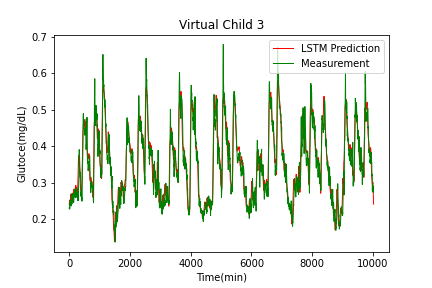 Virtual Child 3
LSTM Prediction
Measurement
Glutoce(mg/dL)
0.7
0.6
0.5
0.4
0.3
0.2
0
2000
4000
6000
8000
10000
Time(min)